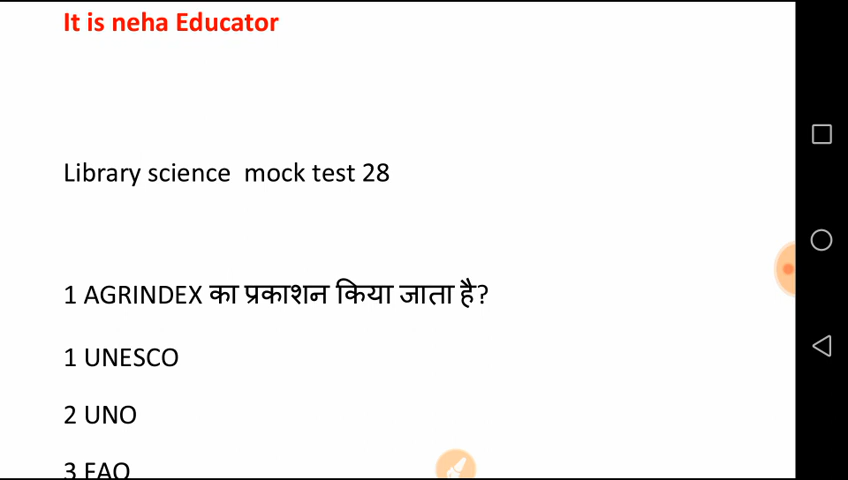 It is neha Educator
Library science mock test 28
1 AGRINDEX का प्रकाशन किया जाता है?
1 UNESCO
2 UNO
3 FAO